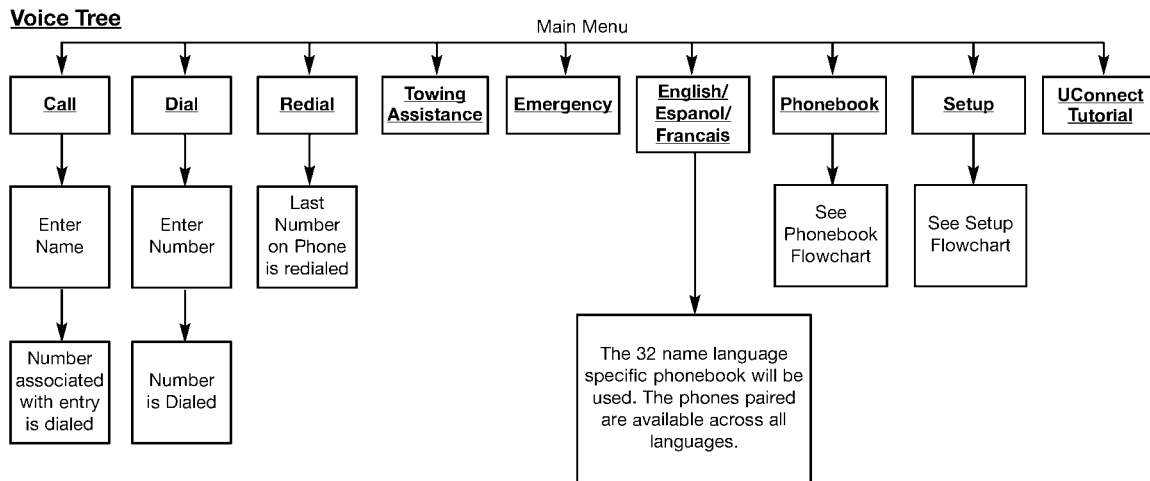 Voice Tree
Main Menu
Call
Dial
Redial
Towing
Assistance
Emergency
English/
Espanol/
Francais
Phonebook
Setup
UConnect
Tutorial
Enter
Name
Enter
Number
Last
Number
on Phone
is redialed
See
Phonebook
Flowchart
See Setup
Flowchart
Number
associated
with entry
is dialed
Number
is Dialed
The 32 name language
specific phonebook will be
used. The phones paired
are available across all
languages.